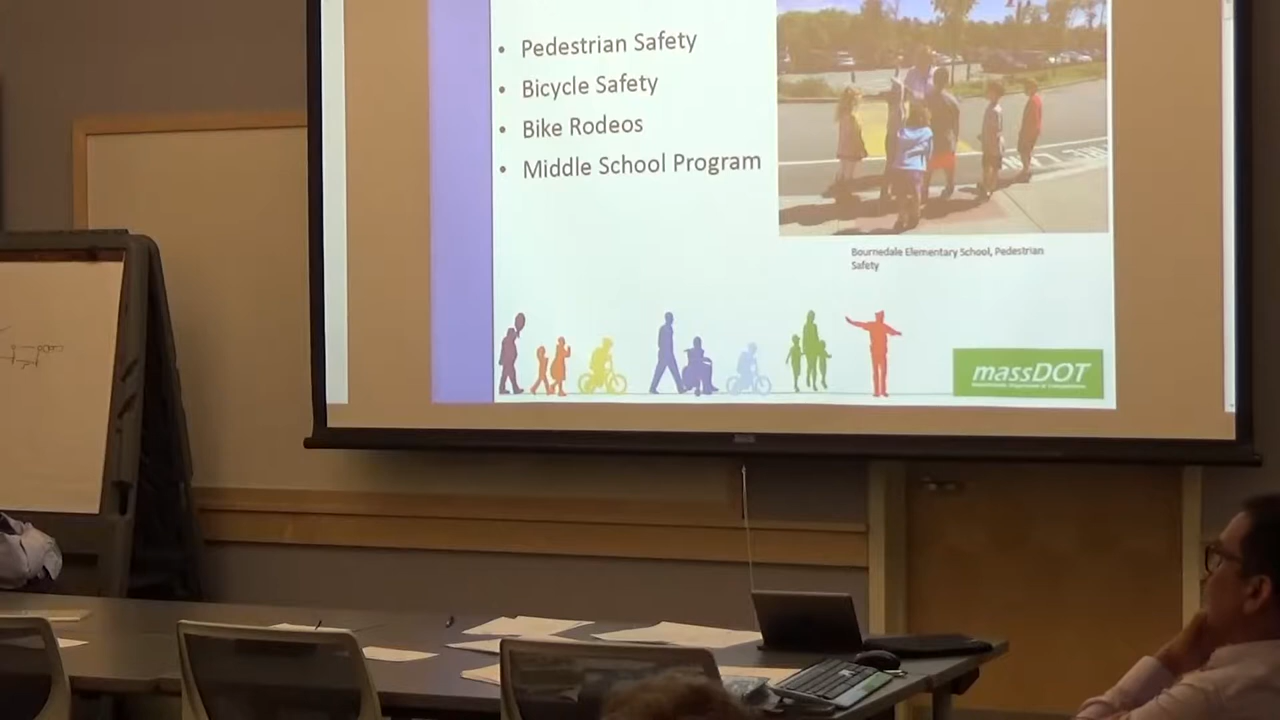 • Pedestrian Safety
• Bicycle Safety
• Bike Rodeos
• Middle School Program
Bournedale Elementary School, Pedestrian
Safety
massDOT